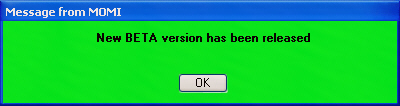 Message from MOMI
New BETA version has been released
OK